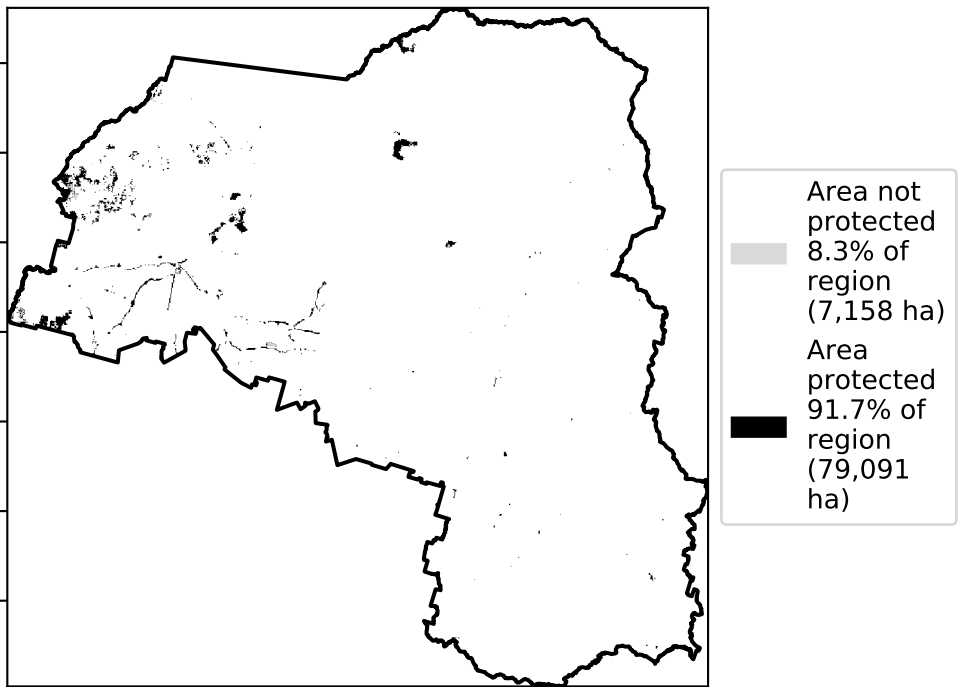 Area not
protected
8.3% of
region
(7,158 ha)
Area
protected
91.7% of
region
(79,091
ha)